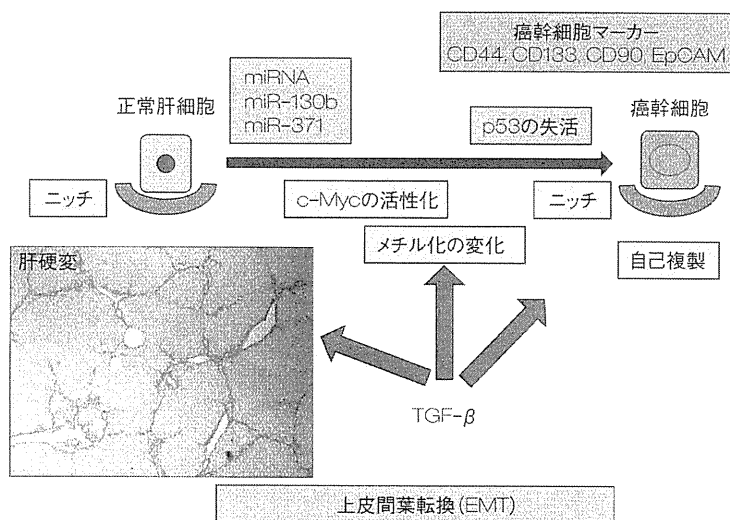 癌幹細胞マーカー
CD44, CD133, CD90, EpCAM
miRNA
miR-130b
miR-371
正常肝細胞
p53の失活
癌幹細胞
ニッチ
c-Mycの活性化
ニッチ
メチル化の変化
自己複製
肝硬変
TGF-β
上皮間葉転換(EMT)